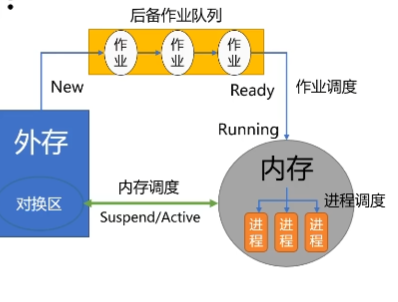 后备作业队列
作业
作业
作业
New
Ready
作业调度
Running
外存
内存
内存调度
进程调度
对换区
Suspend/Active
进程
进程
进程